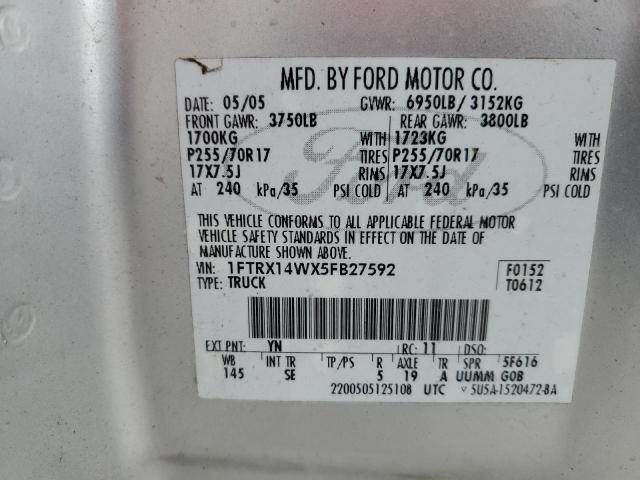 MFD. BY FORD MOTOR CO.
DATE: 05/05 GVWR: 6950LB / 3152KG
FRONT GAWR: 3750LB REAR GAWR: 3800LB
1700KG WITH 1723KG WITH
P255/70R17 TIRES P255/70R17 TIRES
17X7.5J RIMS 17X7.5J RIMS
AT 240 kPa/35 PSI COLD AT 240 kPa/35 PSI COLD
Ford
THIS VEHICLE CONFORMS TO ALL APPLICABLE FEDERAL MOTOR
VEHICLE SAFETY STANDARDS IN EFFECT ON THE DATE OF
MANUFACTURE SHOWN ABOVE.
VIN: 1FTRX14WX5FB27592 F0152
TYPE: TRUCK T0612
EXT PNT: YN RC: 11 DSO:
WB INT TR TP/PS R AXLE TR SPR 5F616
145 SE 5 19 A UUMM GOB
2200505125108 UTC 5U5A-1520472-BA